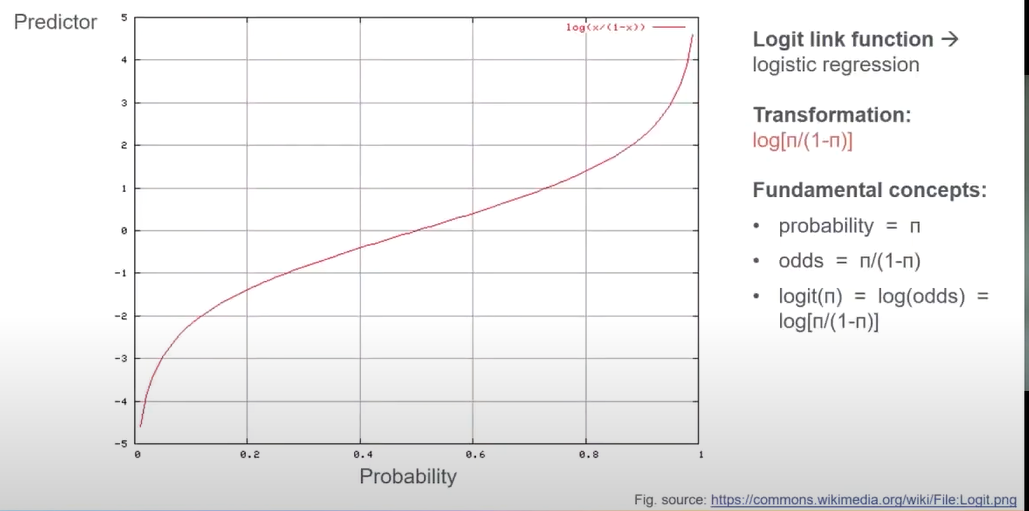 Predictor
5
log(x/(1-x))
4
3
2
1
0
-1
-2
-3
-4
-5
0
0.2
0.4
0.6
0.8
1
Probability
Logit link function →
logistic regression
Transformation:
log[π/(1-π)]
Fundamental concepts:
• probability = π
• odds = π/(1-π)
• logit(π) = log(odds) =
log[π/(1-π)]
Fig. source: https://commons.wikimedia.org/wiki/File:Logit.png